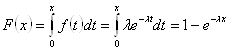 F(x) = ∫₀ˣ f(t)dt = ∫₀ˣ λe^{-λt}dt = 1 - e^{-λx}